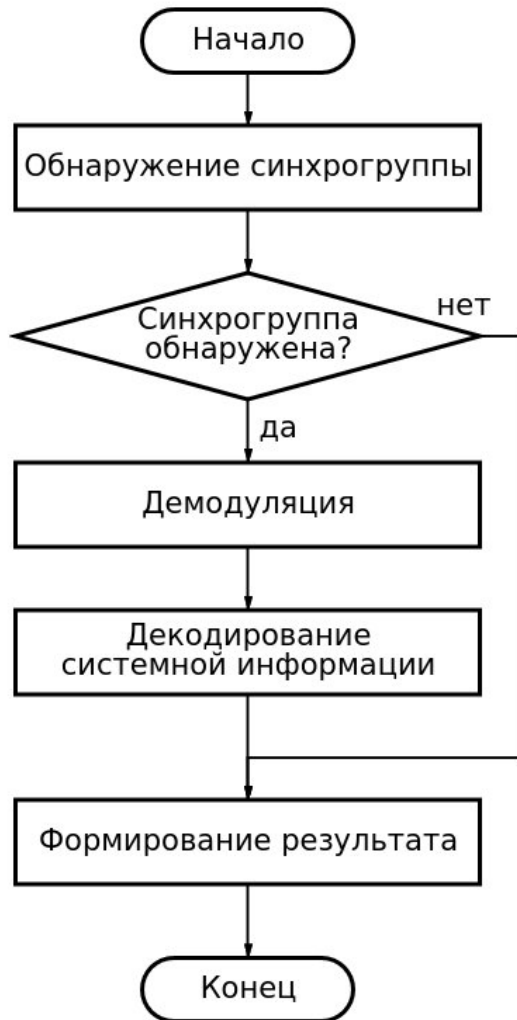 Начало
Обнаружение синхрогруппы
Синхрогруппа
обнаружена?
нет
да
Демодуляция
Декодирование
системной информации
Формирование результата
Конец